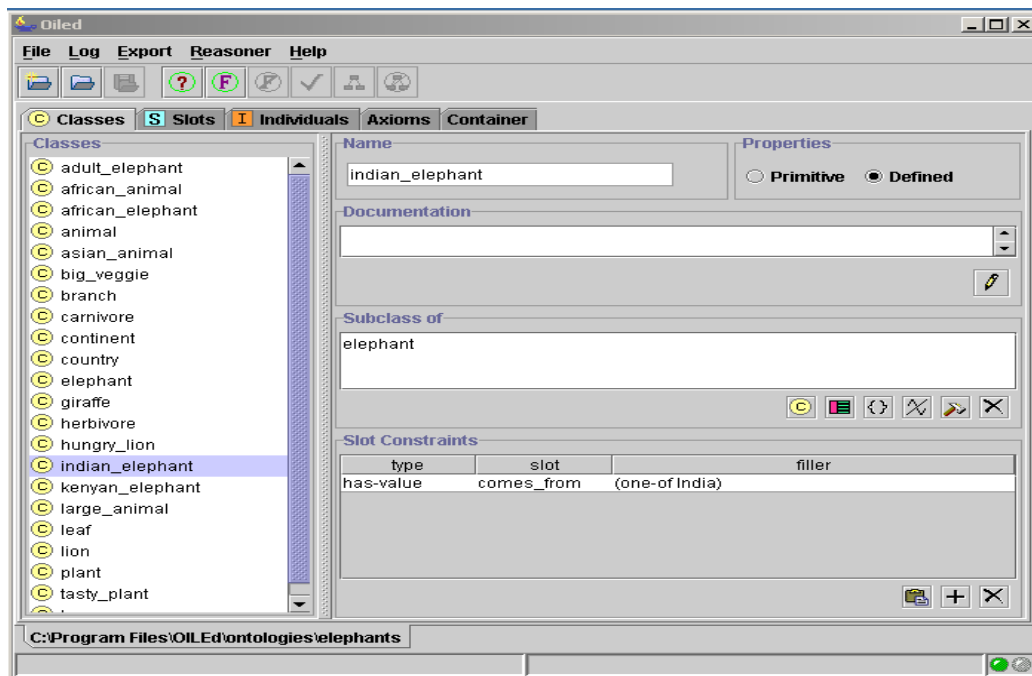 Oiled
File Log Export Reasoner Help
? F F
C Classes S Slots I Individuals Axioms Container
Classes
C adult_elephant
C african_animal
C african_elephant
C animal
C asian_animal
C big_veggie
C branch
C carnivore
C continent
C country
C elephant
C giraffe
C herbivore
C hungry_lion
C indian_elephant
C kenyan_elephant
C large_animal
C leaf
C lion
C plant
C tasty_plant
Name
indian_elephant
Properties
Primitive Defined
Documentation
Subclass of
elephant
C {}
Slot Constraints
type slot filler
has-value comes_from (one-of India)
C:\Program Files\OILEd\ontologies\elephants